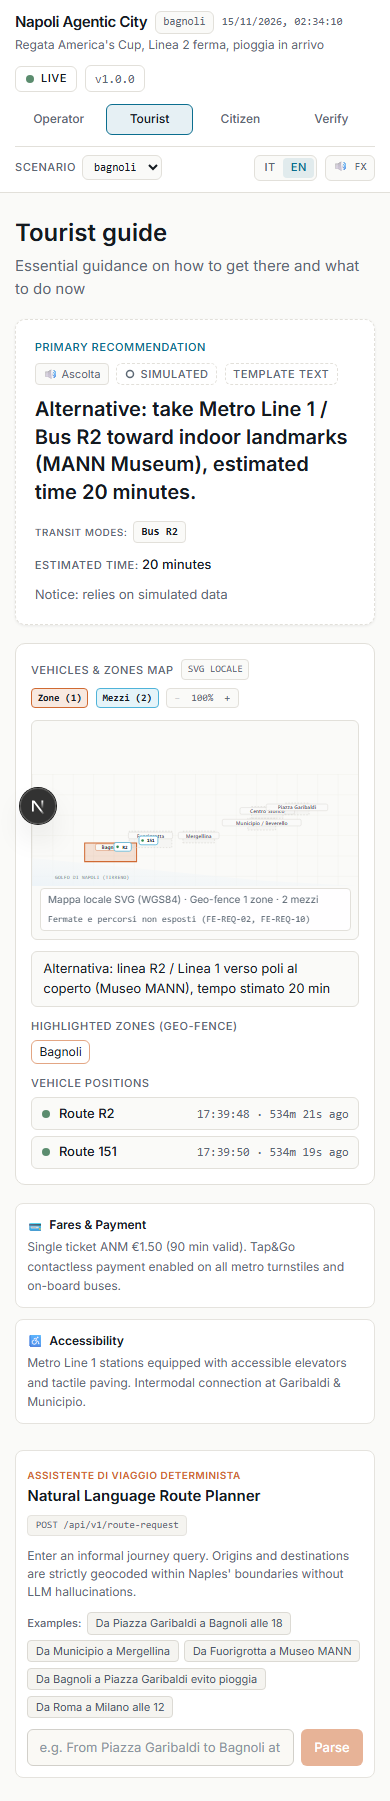 Napoli Agentic City bagnoli 15/11/2026, 02:34:10
Regata America's Cup, Linea 2 ferma, pioggia in arrivo
LIVE v1.0.0
Operator Tourist Citizen Verify
SCENARIO bagnoli IT EN FX
Tourist guide
Essential guidance on how to get there and what
to do now
PRIMARY RECOMMENDATION
Ascolta SIMULATED TEMPLATE TEXT
Alternative: take Metro Line 1 /
Bus R2 toward indoor landmarks
(MANN Museum), estimated
time 20 minutes.
TRANSIT MODES: Bus R2
ESTIMATED TIME: 20 minutes
Notice: relies on simulated data
VEHICLES & ZONES MAP SVG LOCALE
Zone (1) Mezzi (2) − 100% +
Piazza Garibaldi
Centro Storico
Municipio / Beverello
Mergellina
151
R2
GOLFO DI NAPOLI (TIRRENO)
Mappa locale SVG (WGS84) · Geo-fence 1 zone · 2 mezzi
Fermate e percorsi non esposti (FE-REQ-02, FE-REQ-10)
Alternativa: linea R2 / Linea 1 verso poli al
coperto (Museo MANN), tempo stimato 20 min
HIGHLIGHTED ZONES (GEO-FENCE)
Bagnoli
VEHICLE POSITIONS
Route R2 17:39:48 · 534m 21s ago
Route 151 17:39:50 · 534m 19s ago
Fares & Payment
Single ticket ANM €1.50 (90 min valid). Tap&Go
contactless payment enabled on all metro turnstiles and
on-board buses.
Accessibility
Metro Line 1 stations equipped with accessible elevators
and tactile paving. Intermodal connection at Garibaldi &
Municipio.
ASSISTENTE DI VIAGGIO DETERMINISTA
Natural Language Route Planner
POST /api/v1/route-request
Enter an informal journey query. Origins and destinations
are strictly geocoded within Naples' boundaries without
LLM hallucinations.
Examples: Da Piazza Garibaldi a Bagnoli alle 18
Da Municipio a Mergellina Da Fuorigrotta a Museo MANN
Da Bagnoli a Piazza Garibaldi evito pioggia
Da Roma a Milano alle 12
e.g. From Piazza Garibaldi to Bagnoli at Parse